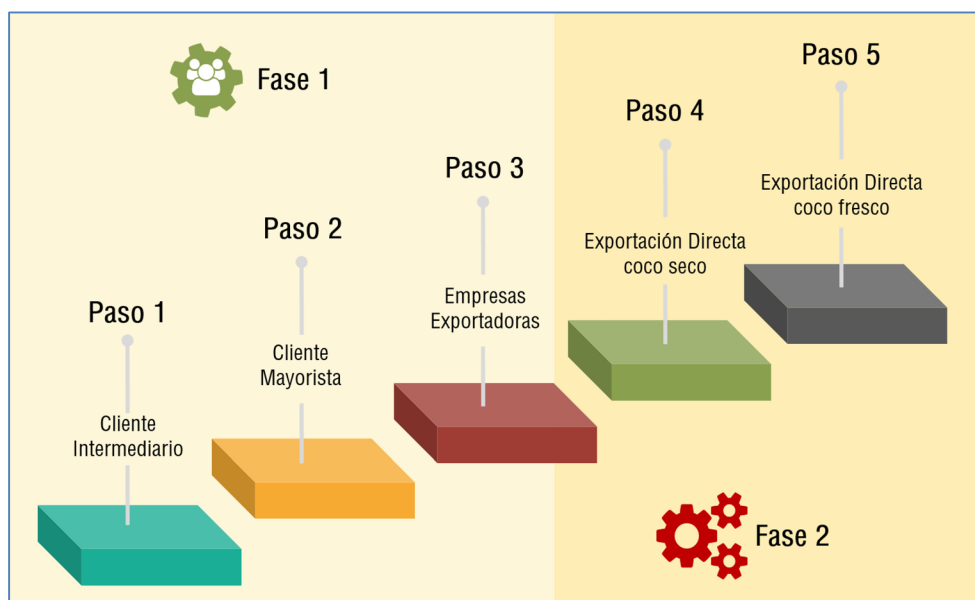 Fase 1
Paso 1
Cliente
Intermediario
Paso 2
Cliente
Mayorista
Paso 3
Empresas
Exportadoras
Paso 4
Exportación Directa
coco seco
Paso 5
Exportación Directa
coco fresco
Fase 2